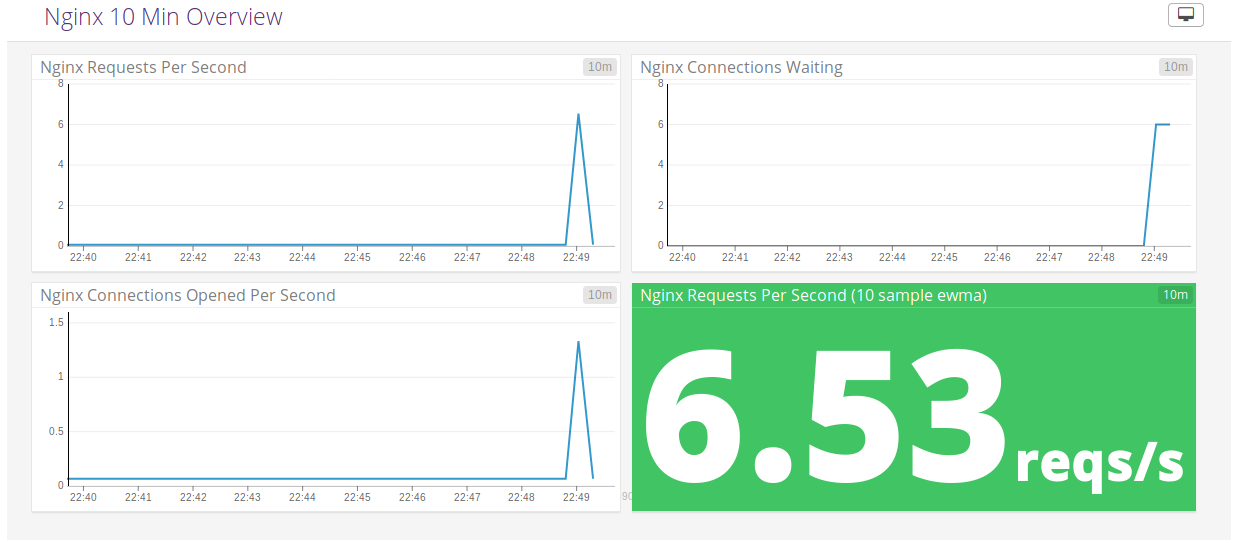 Nginx 10 Min Overview
Nginx Requests Per Second 10m
8
6
4
2
0
22:40 22:41 22:42 22:43 22:44 22:45 22:46 22:47 22:48 22:49
Nginx Connections Waiting 10m
8
6
4
2
0
22:40 22:41 22:42 22:43 22:44 22:45 22:46 22:47 22:48 22:49
Nginx Connections Opened Per Second 10m
1.5
1
0.5
0
22:40 22:41 22:42 22:43 22:44 22:45 22:46 22:47 22:48 22:49
Nginx Requests Per Second (10 sample ewma) 10m
6.53 reqs/s